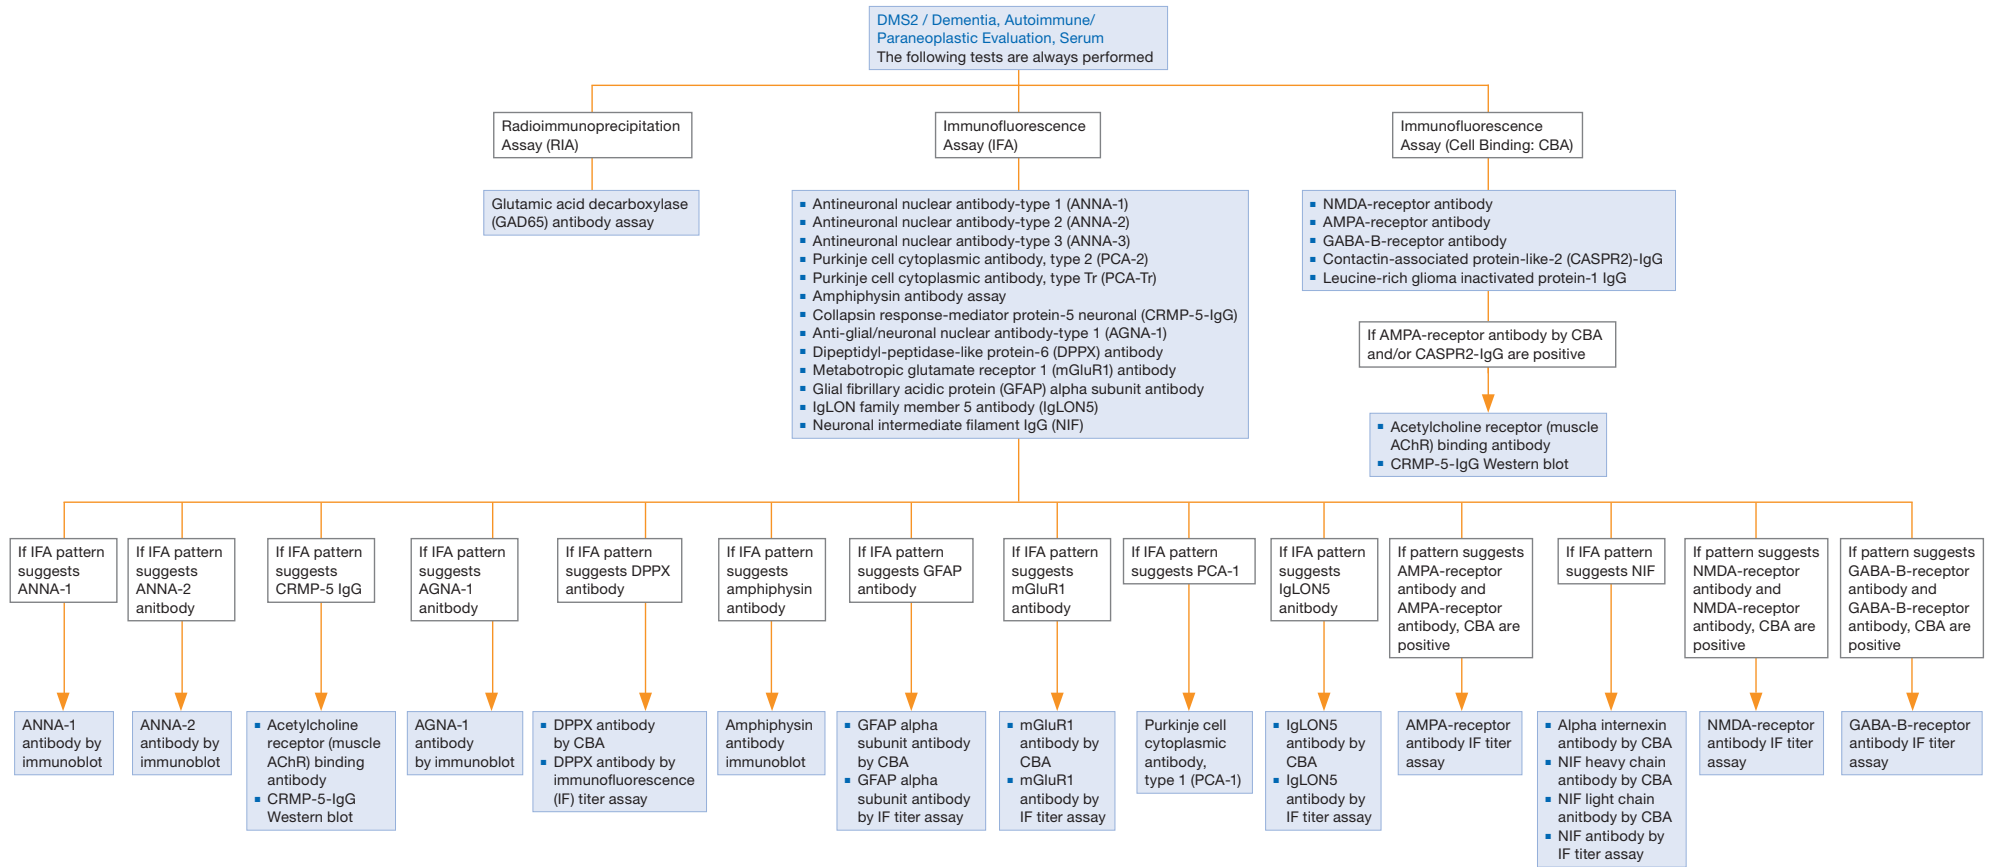 DMS2 / Dementia, Autoimmune/
Paraneoplastic Evaluation, Serum
The following tests are always performed
Radioimmunoprecipitation
Assay (RIA)
Immunofluorescence
Assay (IFA)
Immunofluorescence
Assay (Cell Binding: CBA)
Glutamic acid decarboxylase
(GAD65) antibody assay
▪ Antineuronal nuclear antibody-type 1 (ANNA-1)
▪ Antineuronal nuclear antibody-type 2 (ANNA-2)
▪ Antineuronal nuclear antibody-type 3 (ANNA-3)
▪ Purkinje cell cytoplasmic antibody, type 2 (PCA-2)
▪ Purkinje cell cytoplasmic antibody, type Tr (PCA-Tr)
▪ Amphiphysin antibody assay
▪ Collapsin response-mediator protein-5 neuronal (CRMP-5-IgG)
▪ Anti-glial/neuronal nuclear antibody-type 1 (AGNA-1)
▪ Dipeptidyl-peptidase-like protein-6 (DPPX) antibody
▪ Metabotropic glutamate receptor 1 (mGluR1) antibody
▪ Glial fibrillary acidic protein (GFAP) alpha subunit antibody
▪ IgLON family member 5 antibody (IgLON5)
▪ Neuronal intermediate filament IgG (NIF)
▪ NMDA-receptor antibody
▪ AMPA-receptor antibody
▪ GABA-B-receptor antibody
▪ Contactin-associated protein-like-2 (CASPR2)-IgG
▪ Leucine-rich glioma inactivated protein-1 IgG
If AMPA-receptor antibody by CBA
and/or CASPR2-IgG are positive
▪ Acetylcholine receptor (muscle
AChR) binding antibody
▪ CRMP-5-IgG Western blot
If IFA pattern
suggests
ANNA-1
If IFA pattern
suggests
ANNA-2
anitbody
If IFA pattern
suggests
CRMP-5 IgG
If IFA pattern
suggests
AGNA-1
anitbody
If IFA pattern
suggests DPPX
antibody
If IFA pattern
suggests
amphiphysin
antibody
If IFA pattern
suggests GFAP
antibody
If IFA pattern
suggests
mGluR1
antibody
If IFA pattern
suggests PCA-1
If IFA pattern
suggests
IgLON5
anitbody
If pattern suggests
AMPA-receptor
antibody and
AMPA-receptor
antibody, CBA are
positive
If IFA pattern
suggests NIF
If pattern suggests
NMDA-receptor
antibody and
NMDA-receptor
antibody, CBA are
positive
If pattern suggests
GABA-B-receptor
antibody and
GABA-B-receptor
antibody, CBA are
positive
ANNA-1
antibody by
immunoblot
ANNA-2
antibody by
immunoblot
▪ Acetylcholine
receptor (muscle
AChR) binding
antibody
▪ CRMP-5-IgG
Western blot
AGNA-1
antibody
by immunoblot
▪ DPPX antibody
by CBA
▪ DPPX antibody by
immunofluorescence
(IF) titer assay
Amphiphysin
antibody
immunoblot
▪ GFAP alpha
subunit antibody
by CBA
▪ GFAP alpha
subunit antibody
by IF titer assay
▪ mGluR1
antibody by
CBA
▪ mGluR1
antibody by
IF titer assay
Purkinje cell
cytoplasmic
antibody,
type 1 (PCA-1)
▪ IgLON5
antibody by
CBA
▪ IgLON5
antibody by
IF titer assay
AMPA-receptor
antibody IF titer
assay
▪ Alpha internexin
antibody by CBA
▪ NIF heavy chain
antibody by CBA
▪ NIF light chain
anitbody by CBA
▪ NIF antibody by
IF titer assay
NMDA-receptor
antibody IF titer
assay
GABA-B-receptor
antibody IF titer
assay